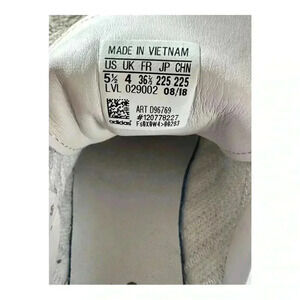 MADE IN VIETNAM
US UK FR JP CHN
5½ 4 36⅔ 225 225
LVL 029002 08/18
ART D96769
#120778227
adidas